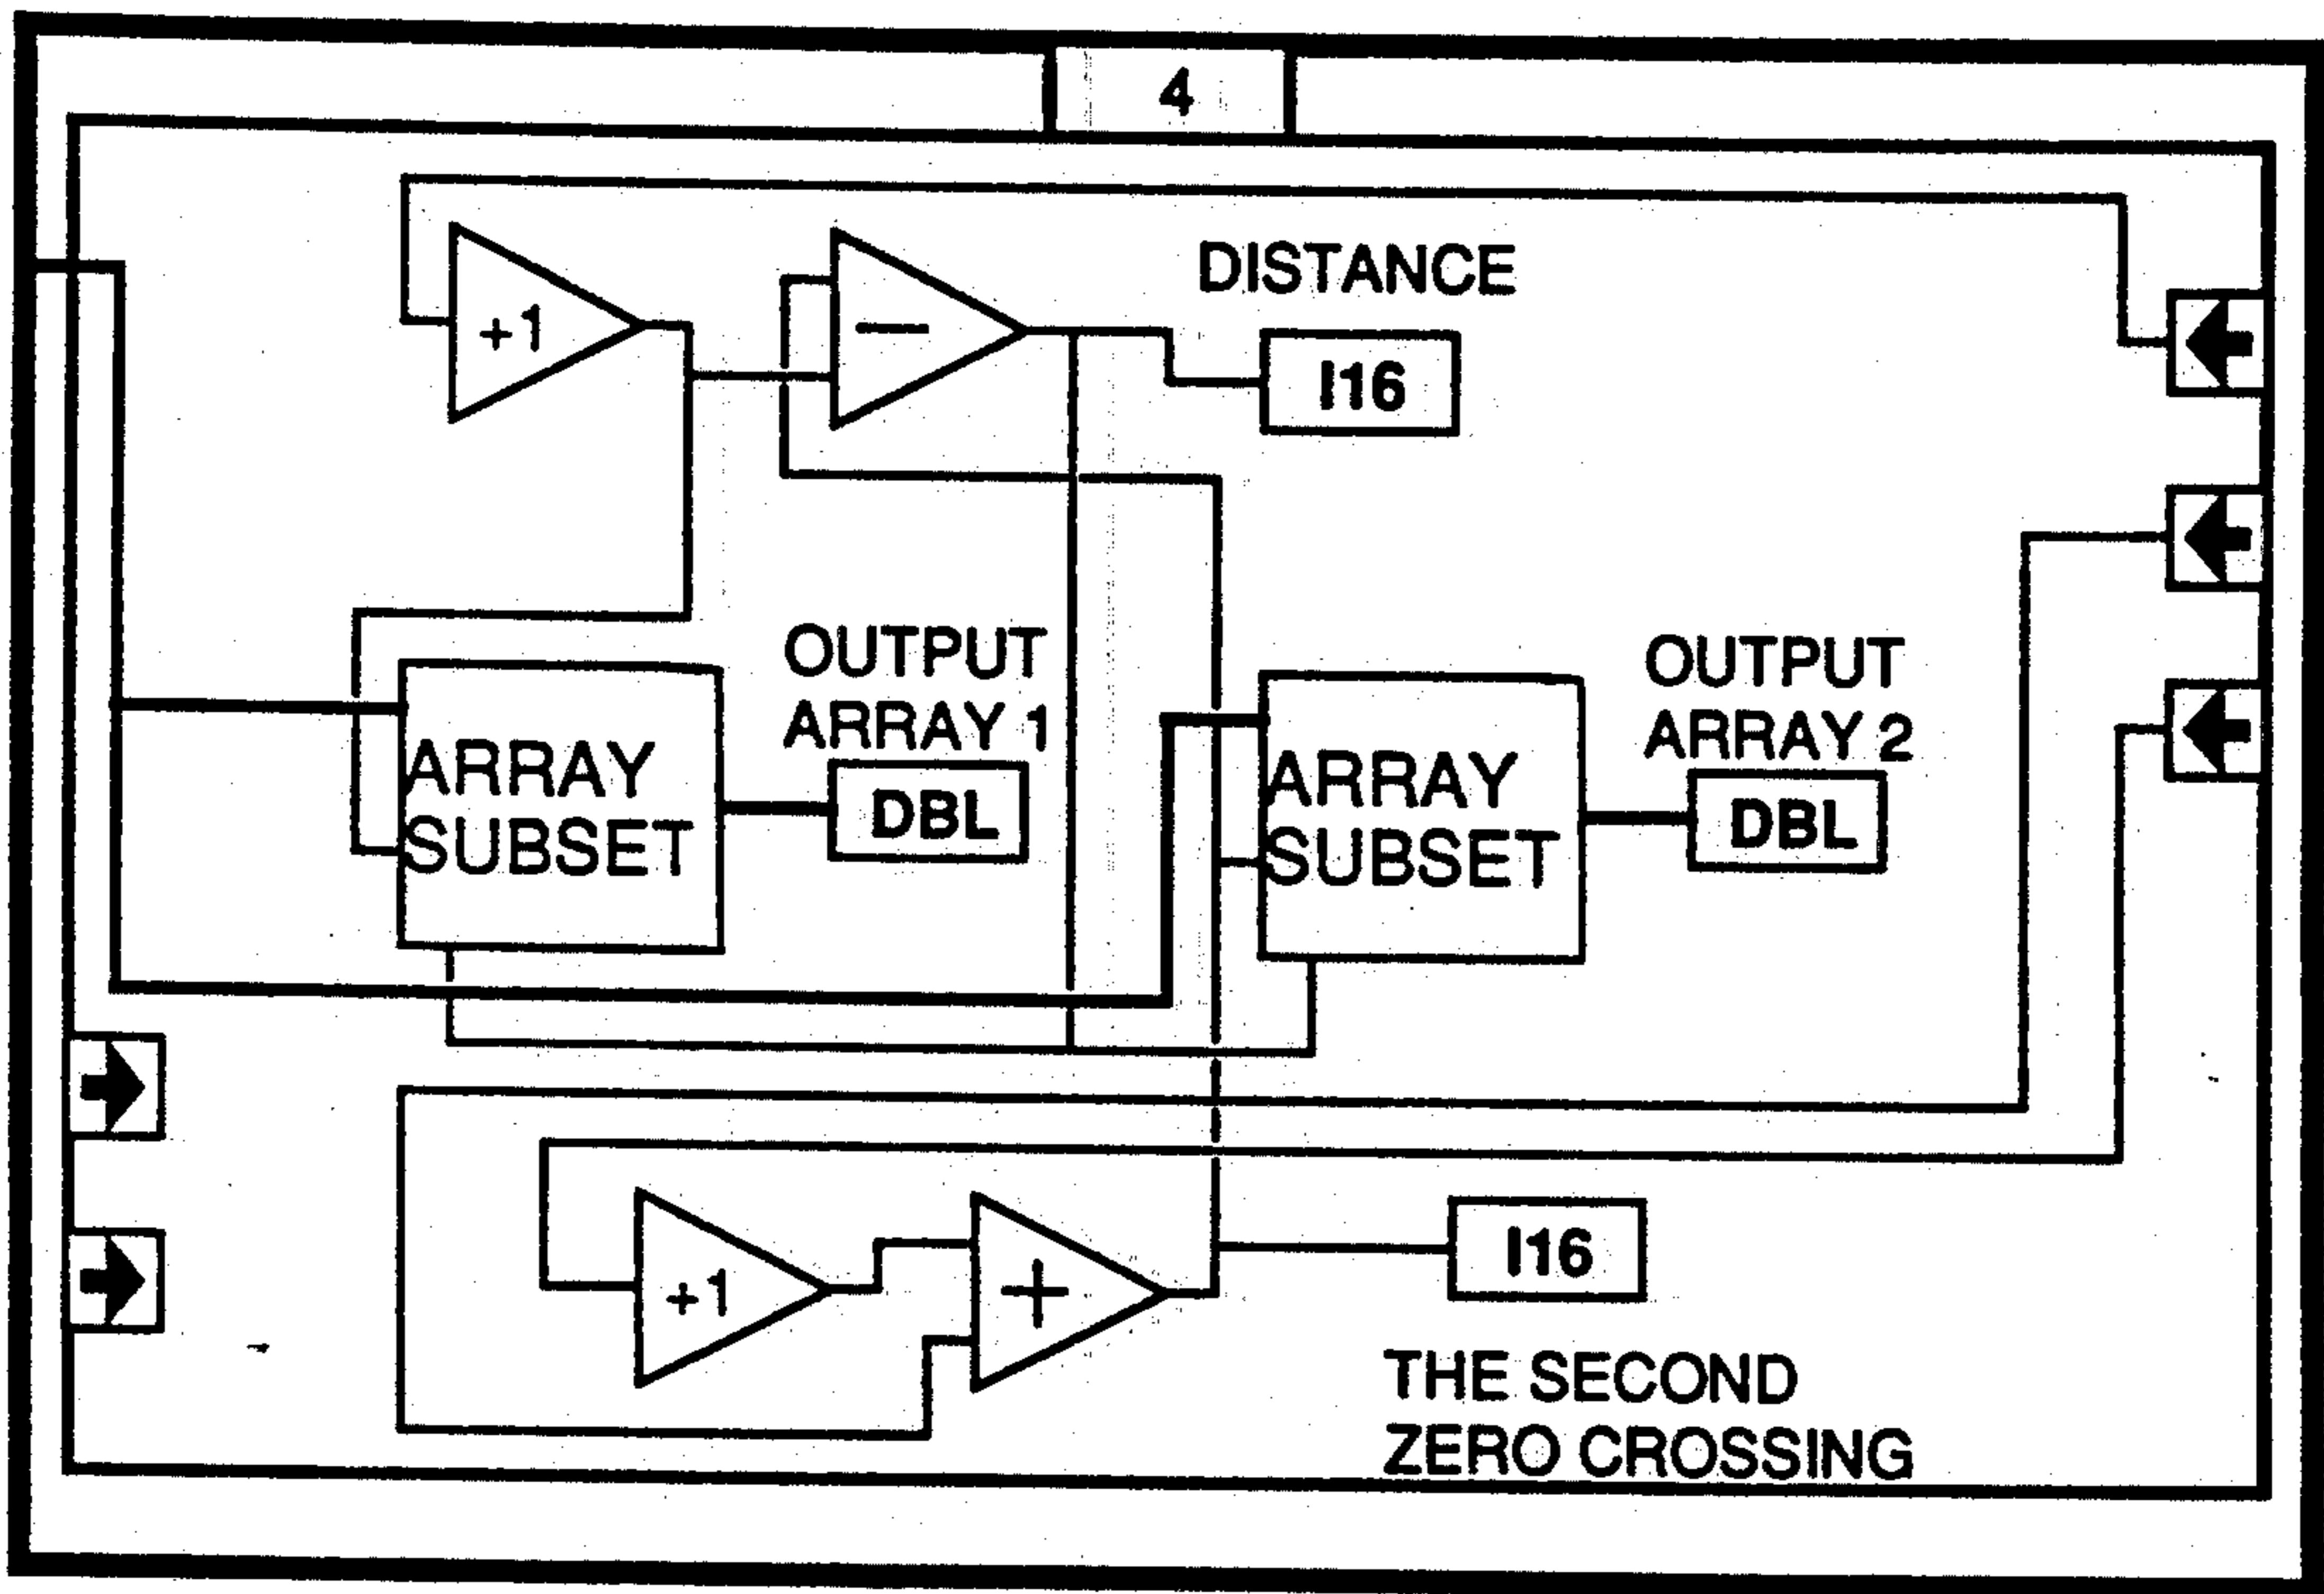 4
+1
−
DISTANCE
I16
OUTPUT
ARRAY 1
ARRAY
SUBSET
DBL
OUTPUT
ARRAY 2
ARRAY
SUBSET
DBL
+1
+
I16
THE SECOND
ZERO CROSSING